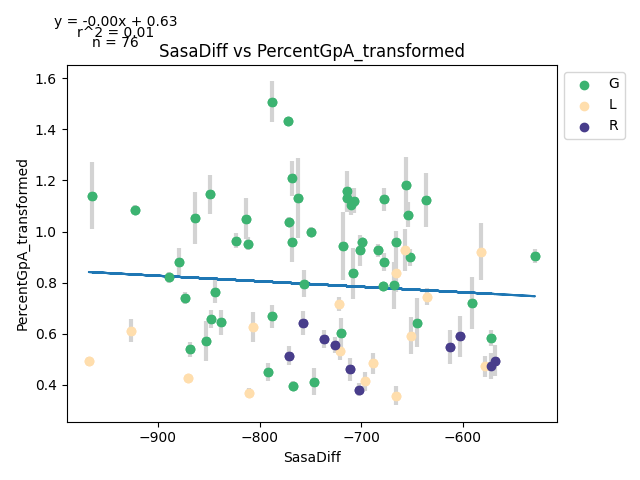 y = -0.00x + 0.63
r^2 = 0.01
n = 76
SasaDiff vs PercentGpA_transformed
1.6
1.4
1.2
1.0
0.8
0.6
0.4
PercentGpA_transformed
−900
−800
−700
−600
SasaDiff
G
L
R